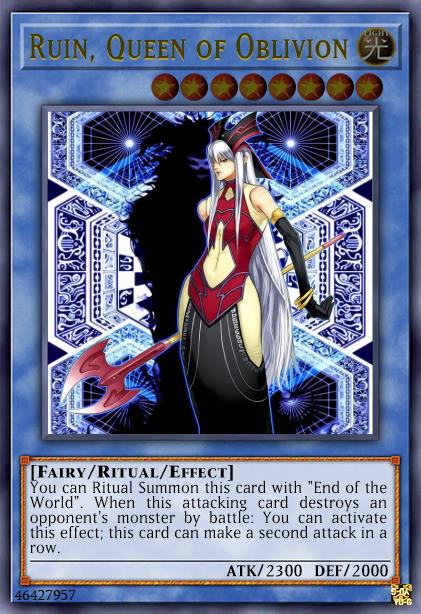 Ruin, Queen of Oblivion
LIGHT
光
[Fairy/Ritual/Effect]
You can Ritual Summon this card with "End of the
World". When this attacking card destroys an
opponent's monster by battle: You can activate
this effect; this card can make a second attack in a
row.
ATK/2300 DEF/2000
46427957